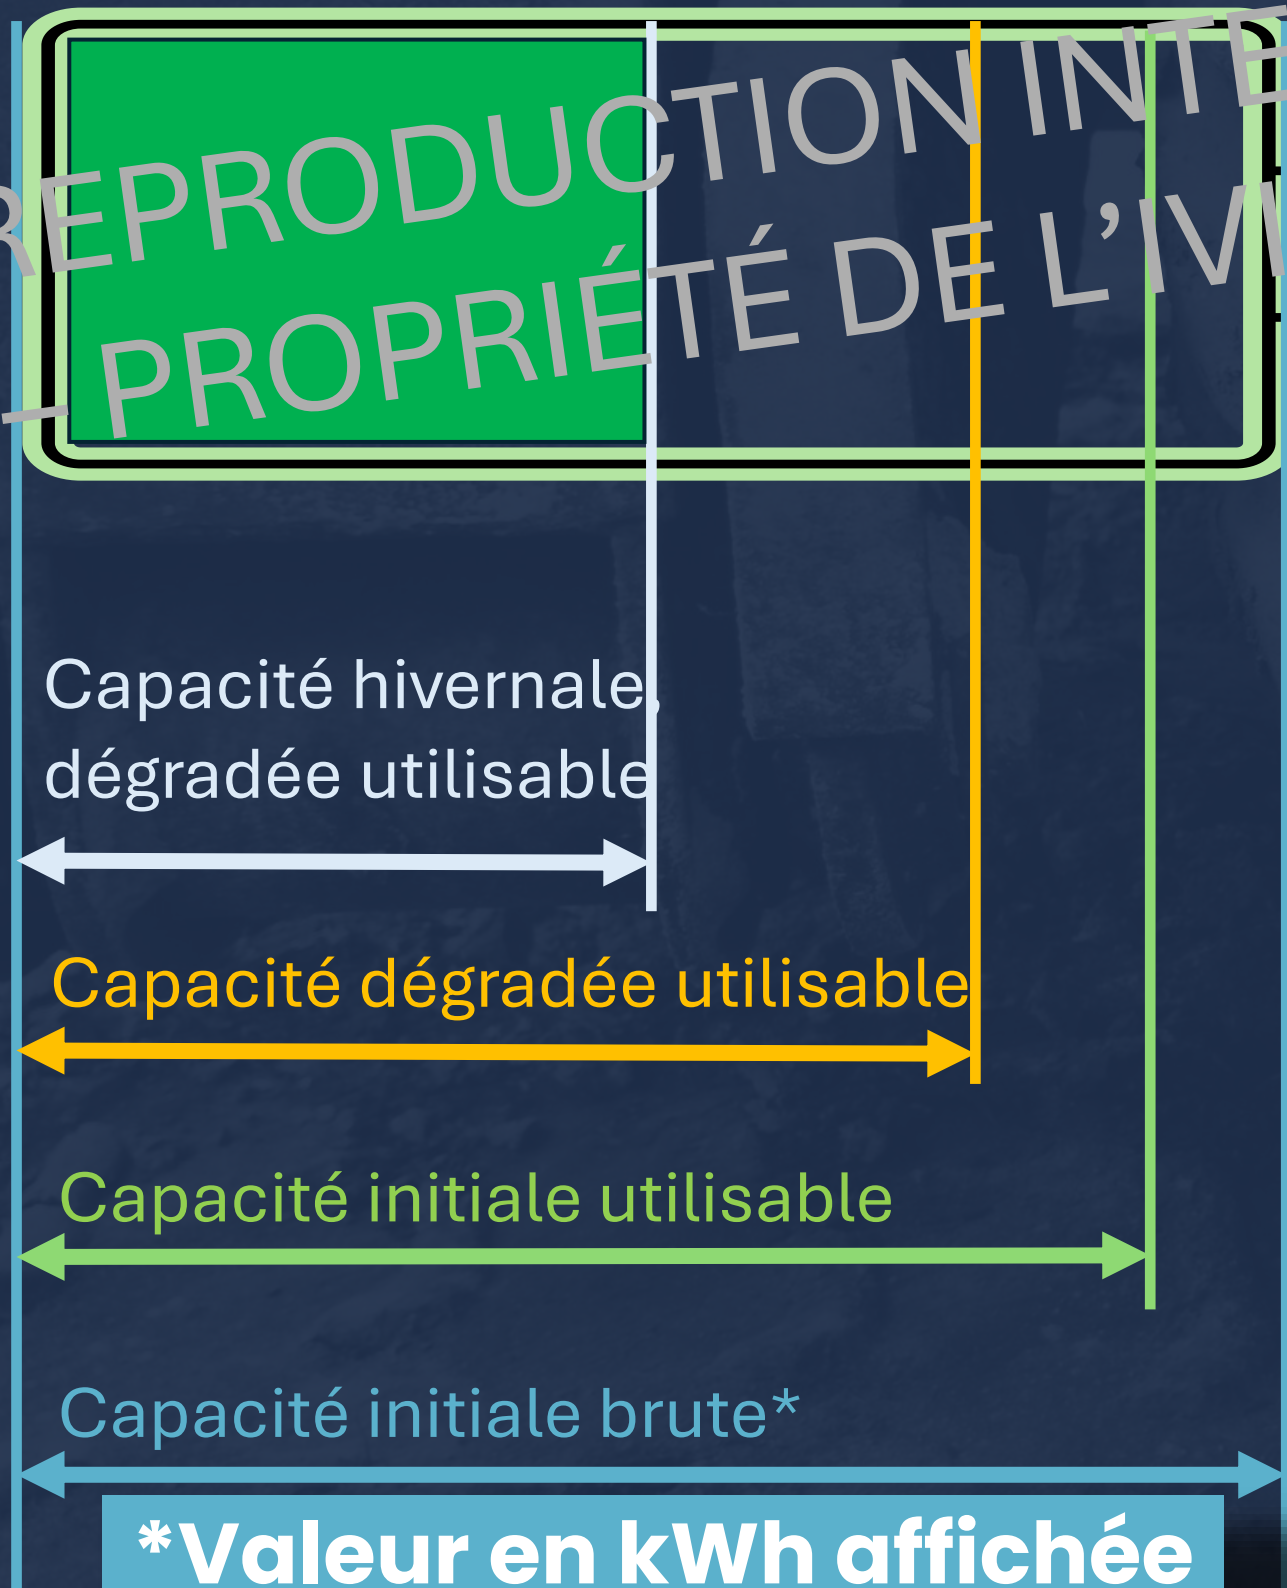 REPRODUCTION INTE
– PROPRIÉTÉ DE L’IVI
Capacité hivernale,
dégradée utilisable
Capacité dégradée utilisable
Capacité initiale utilisable
Capacité initiale brute*
*Valeur en kWh affichée